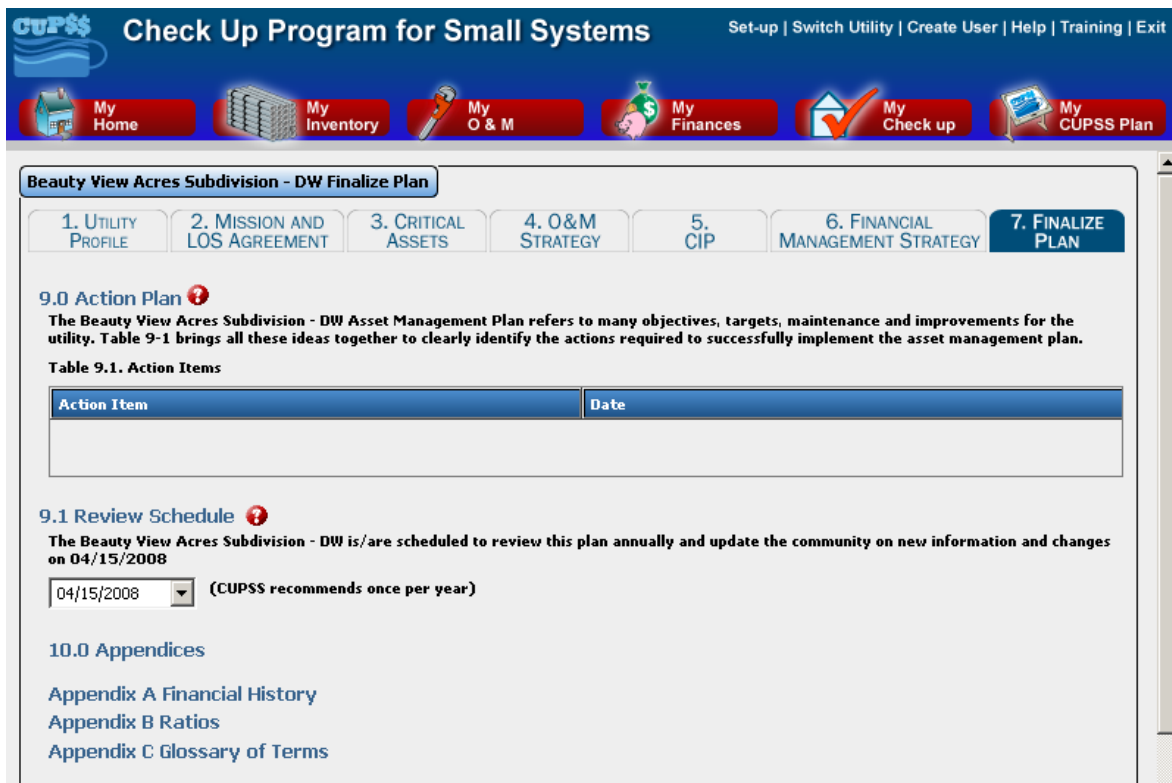 CUP$$
Check Up Program for Small Systems
Set-up | Switch Utility | Create User | Help | Training | Exit
My Home
My Inventory
My O & M
My Finances
My Check up
My CUPSS Plan
Beauty View Acres Subdivision - DW Finalize Plan
1. UTILITY PROFILE
2. MISSION AND LOS AGREEMENT
3. CRITICAL ASSETS
4. O&M STRATEGY
5. CIP
6. FINANCIAL MANAGEMENT STRATEGY
7. FINALIZE PLAN
9.0 Action Plan ?
The Beauty View Acres Subdivision - DW Asset Management Plan refers to many objectives, targets, maintenance and improvements for the
utility. Table 9-1 brings all these ideas together to clearly identify the actions required to successfully implement the asset management plan.
Table 9.1. Action Items
Action Item Date
9.1 Review Schedule ?
The Beauty View Acres Subdivision - DW is/are scheduled to review this plan annually and update the community on new information and changes
on 04/15/2008
04/15/2008 (CUPSS recommends once per year)
10.0 Appendices
Appendix A Financial History
Appendix B Ratios
Appendix C Glossary of Terms